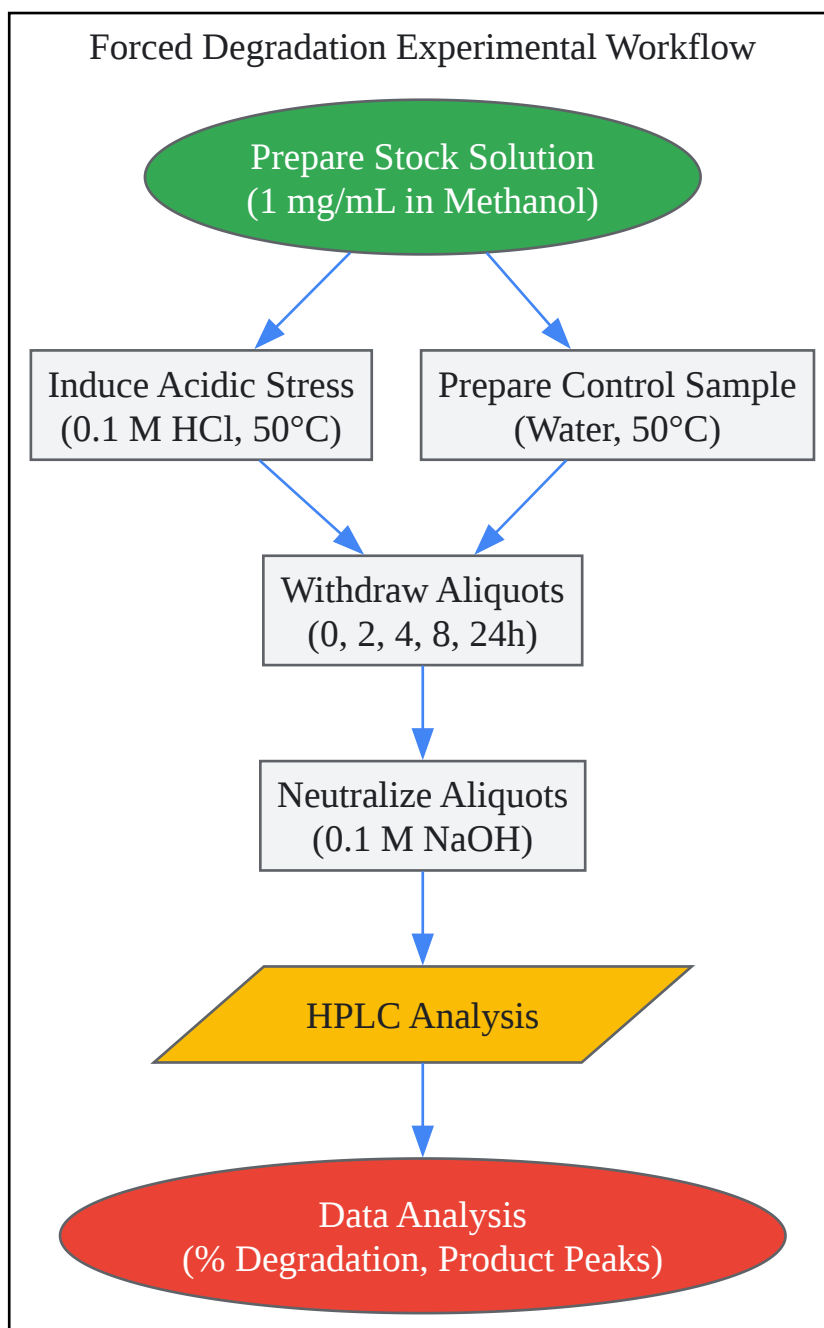 Forced Degradation Experimental Workflow
Prepare Stock Solution
(1 mg/mL in Methanol)
Induce Acidic Stress
(0.1 M HCl, 50°C)
Prepare Control Sample
(Water, 50°C)
Withdraw Aliquots
(0, 2, 4, 8, 24h)
Neutralize Aliquots
(0.1 M NaOH)
HPLC Analysis
Data Analysis
(% Degradation, Product Peaks)